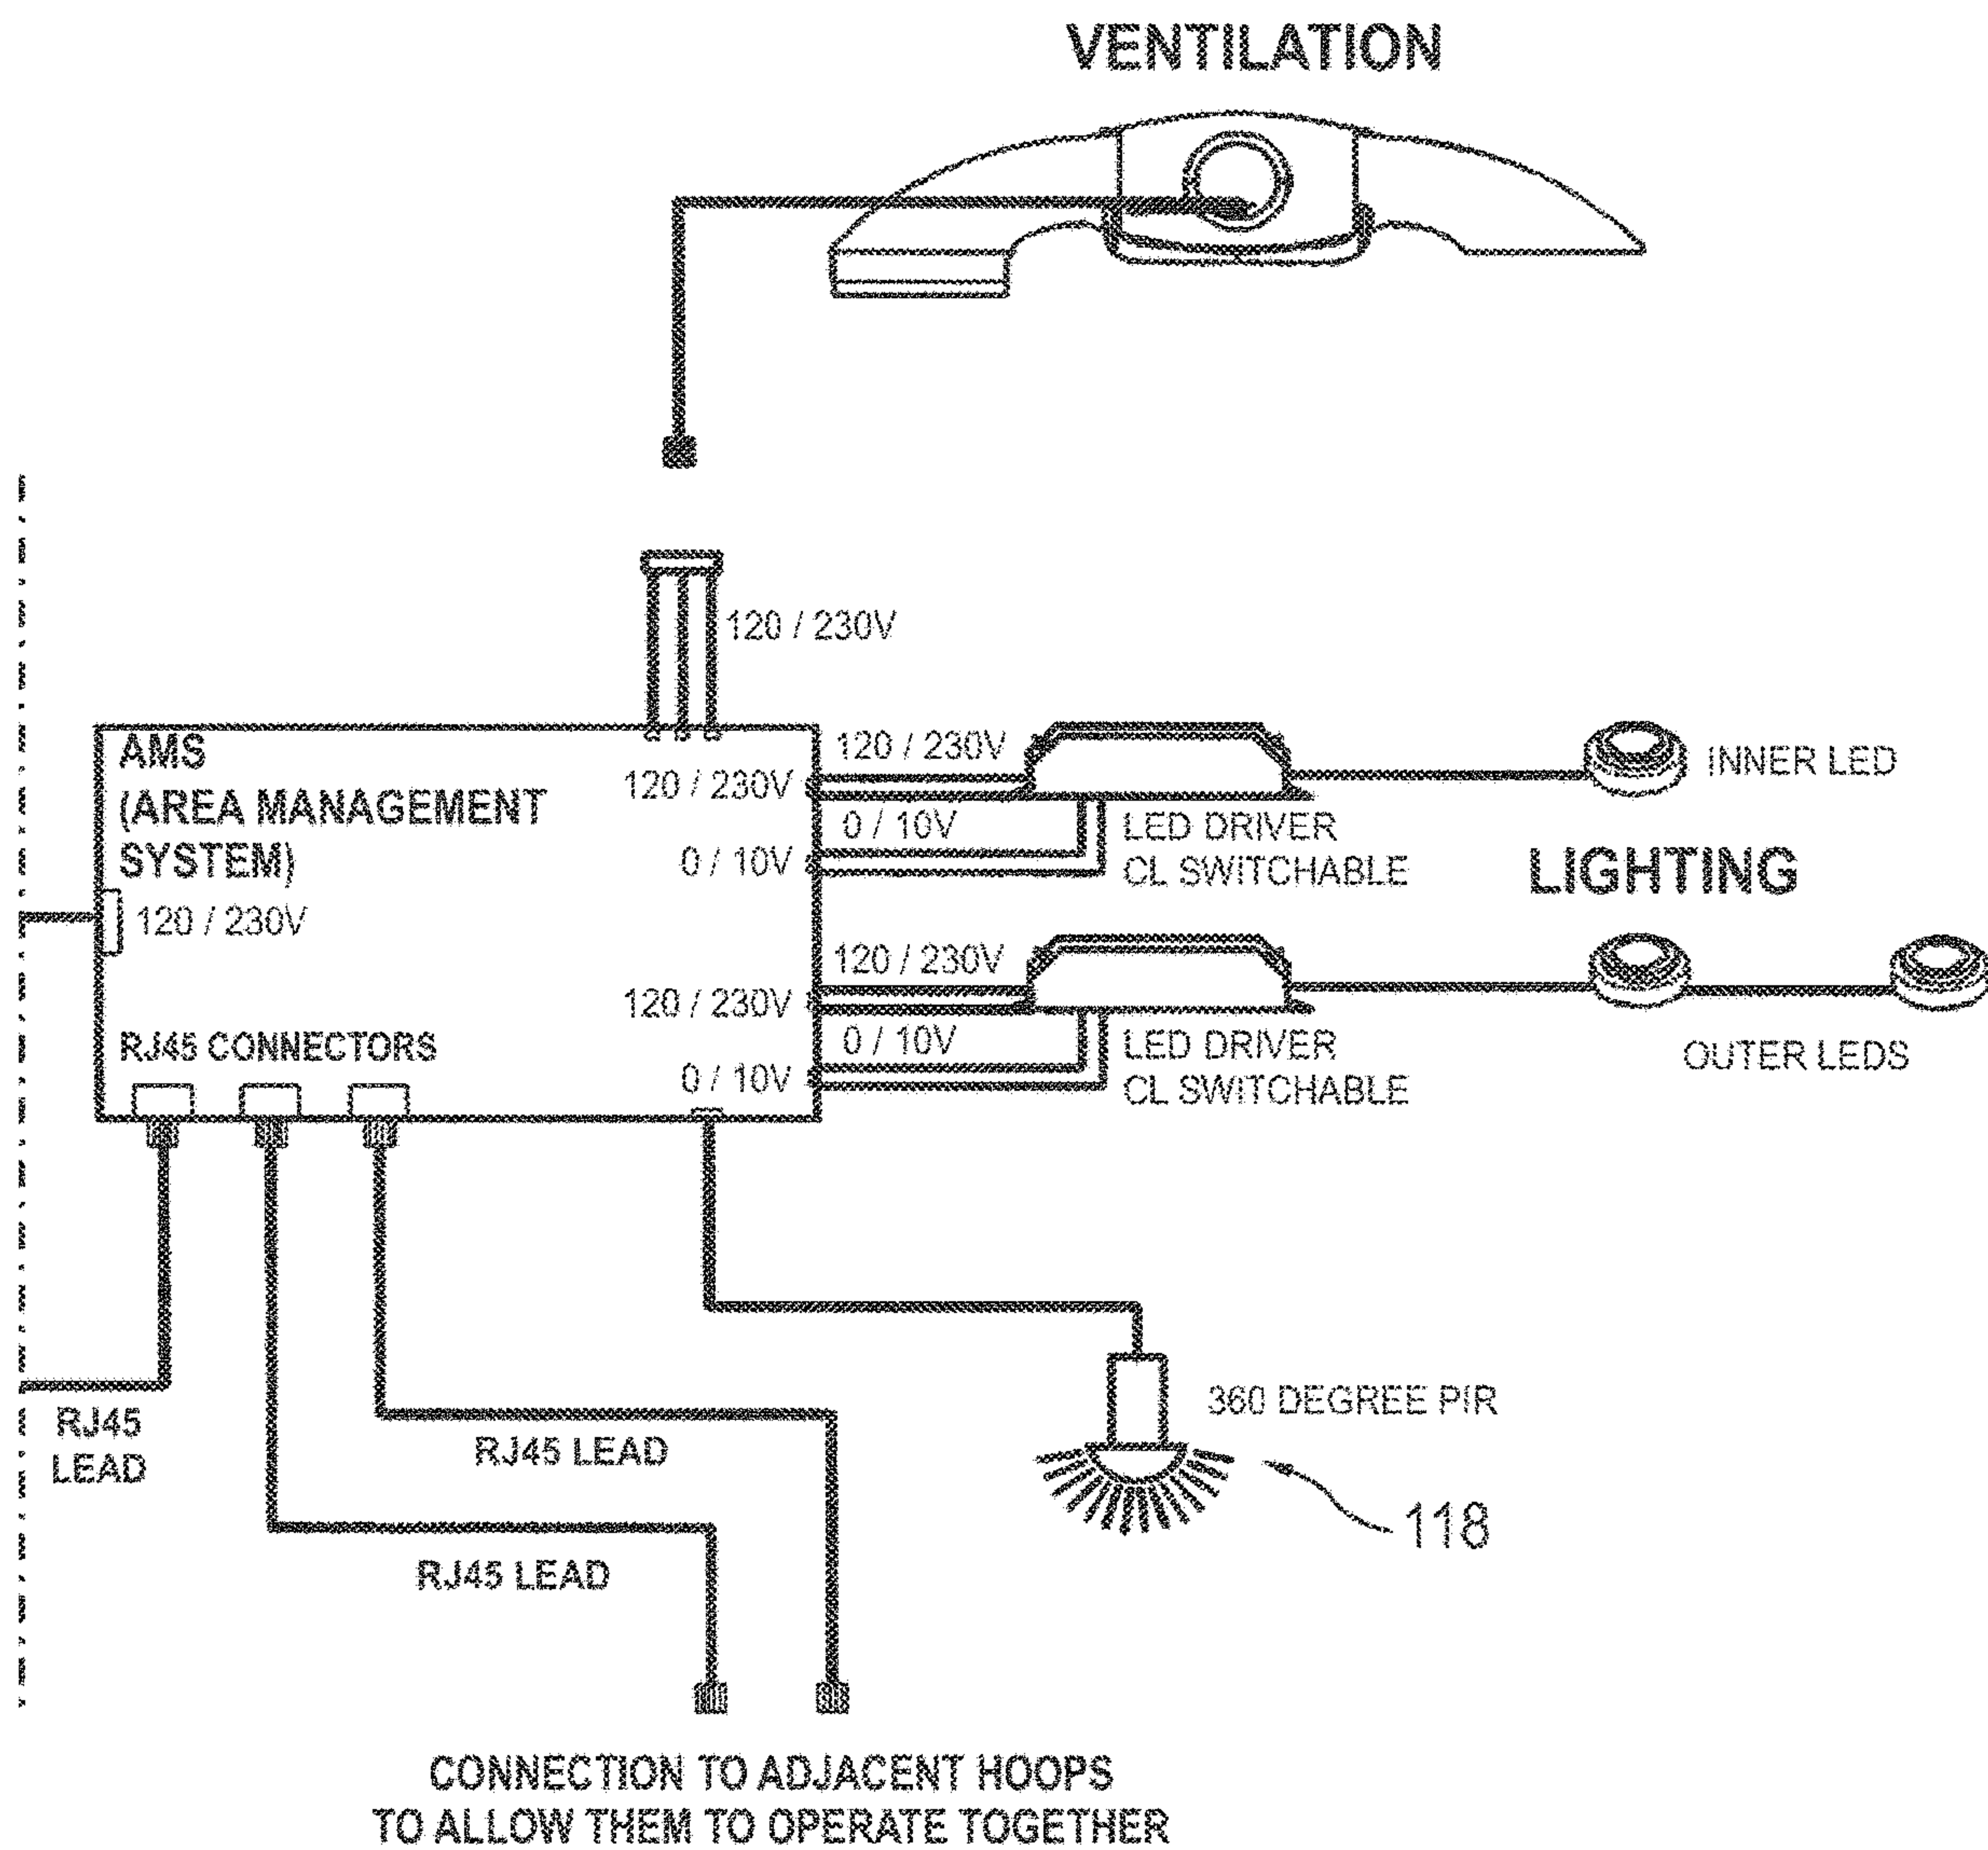 VENTILATION
120 / 230V
AMS
(AREA MANAGEMENT
SYSTEM)
120 / 230V
120 / 230V
120 / 230V
0 / 10V
0 / 10V
LED DRIVER
CL SWITCHABLE
INNER LED
LIGHTING
120 / 230V
120 / 230V
0 / 10V
0 / 10V
LED DRIVER
CL SWITCHABLE
OUTER LEDS
RJ45 CONNECTORS
RJ45
LEAD
RJ45 LEAD
RJ45 LEAD
360 DEGREE PIR
118
CONNECTION TO ADJACENT HOOPS
TO ALLOW THEM TO OPERATE TOGETHER